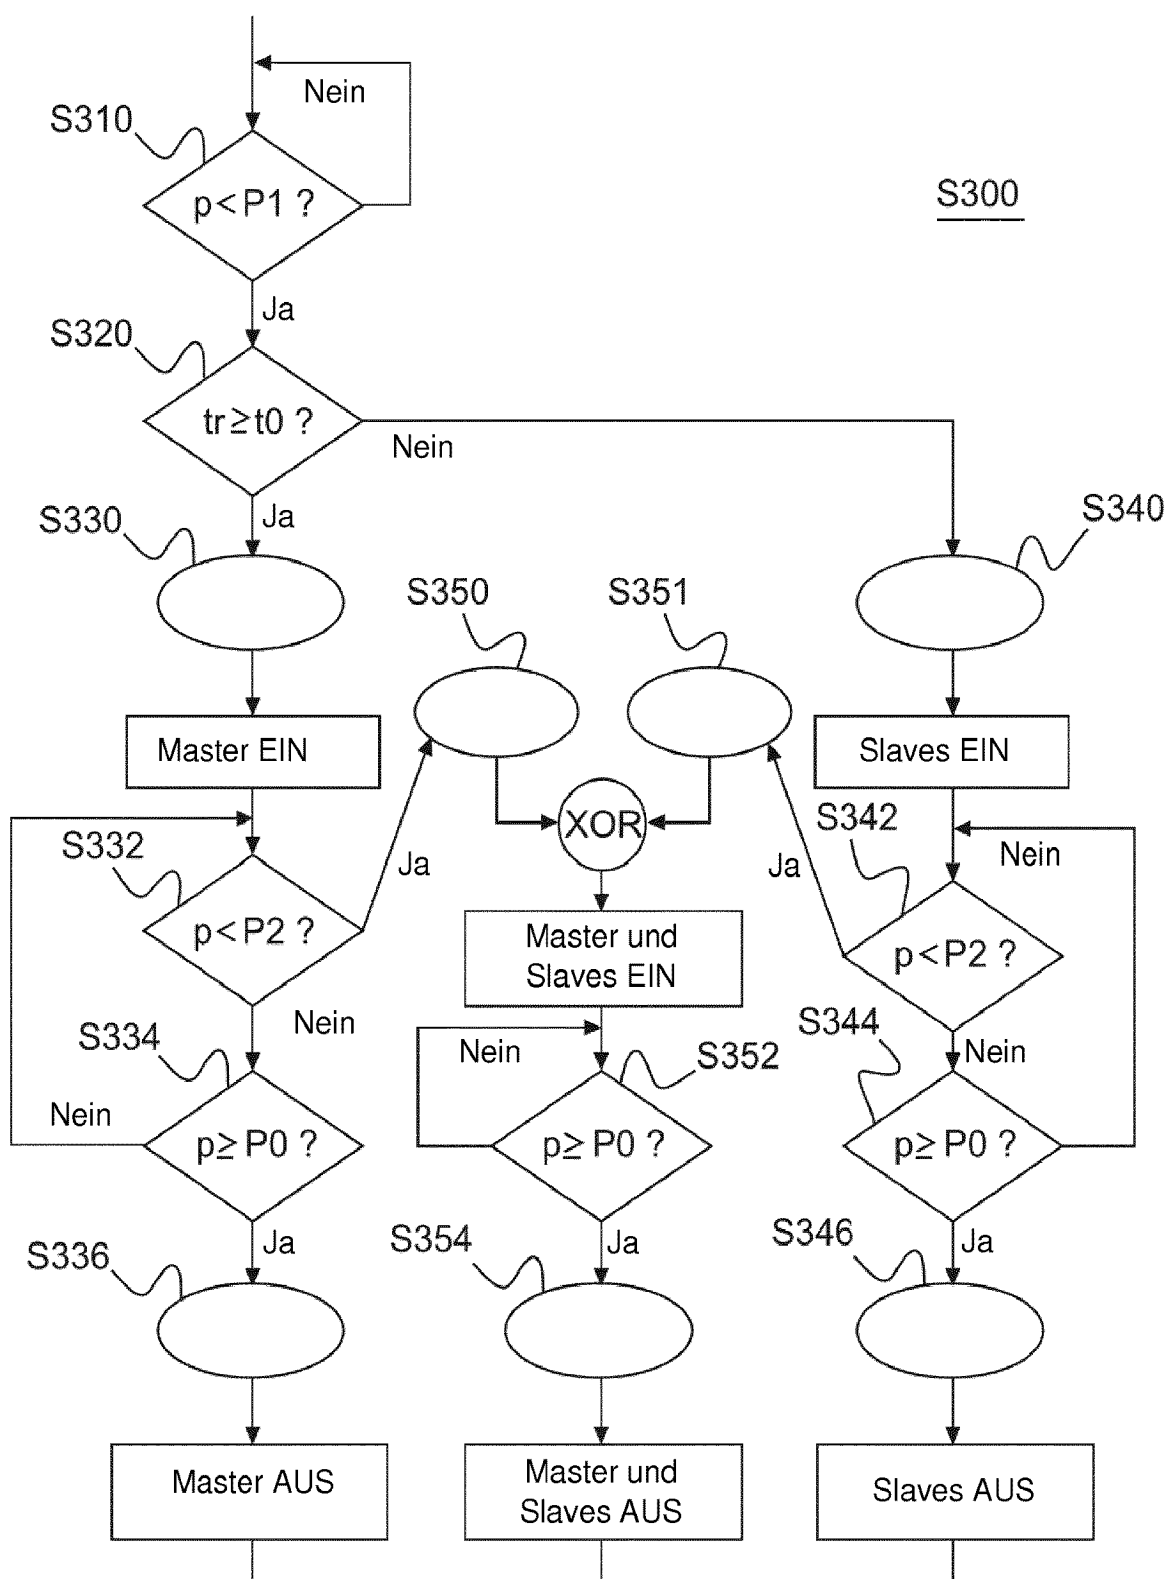 Nein
S310
p<P1 ?
S300
Ja
S320
tr≥t0 ?
Nein
Ja
S330
S340
S350
S351
Master EIN
Slaves EIN
XOR
S332
S342
Nein
Ja
Ja
p<P2 ?
Master und
Slaves EIN
p<P2 ?
Nein
S334
S344
Nein
Nein
S352
Nein
p≥P0 ?
p≥P0 ?
p≥P0 ?
Ja
Ja
Ja
S336
S354
S346
Master AUS
Master und
Slaves AUS
Slaves AUS